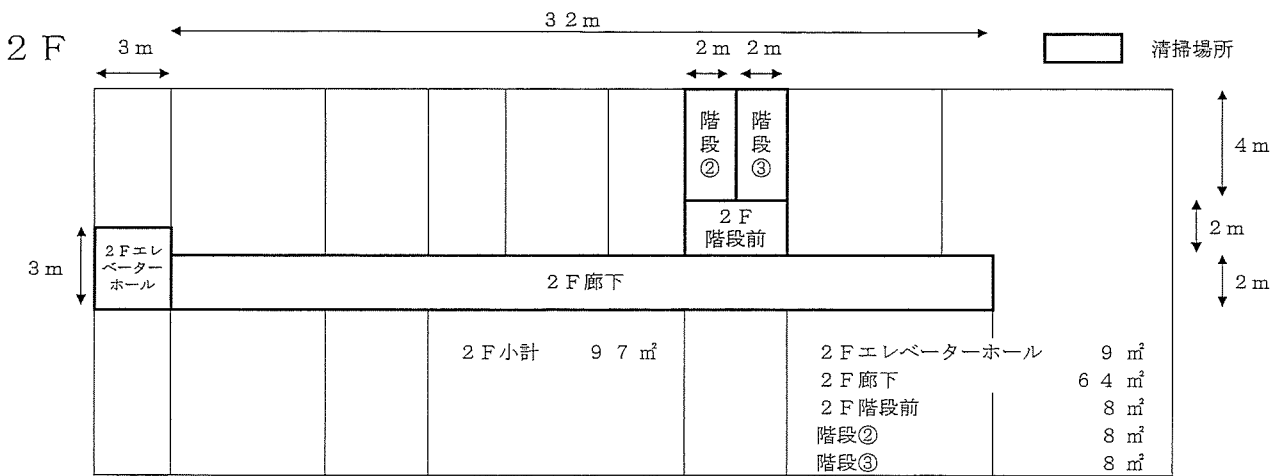 ２Ｆ
３ｍ
３２ｍ
２ｍ
２ｍ
清掃場所
階段②
階段③
４ｍ
２Ｆ
階段前
２ｍ
２Ｆエレ
ベーター
ホール
３ｍ
２Ｆ廊下
２ｍ
２Ｆ小計 ９７㎡
２Ｆエレベーターホール ９㎡
２Ｆ廊下 ６４㎡
２Ｆ階段前 ８㎡
階段② ８㎡
階段③ ８㎡